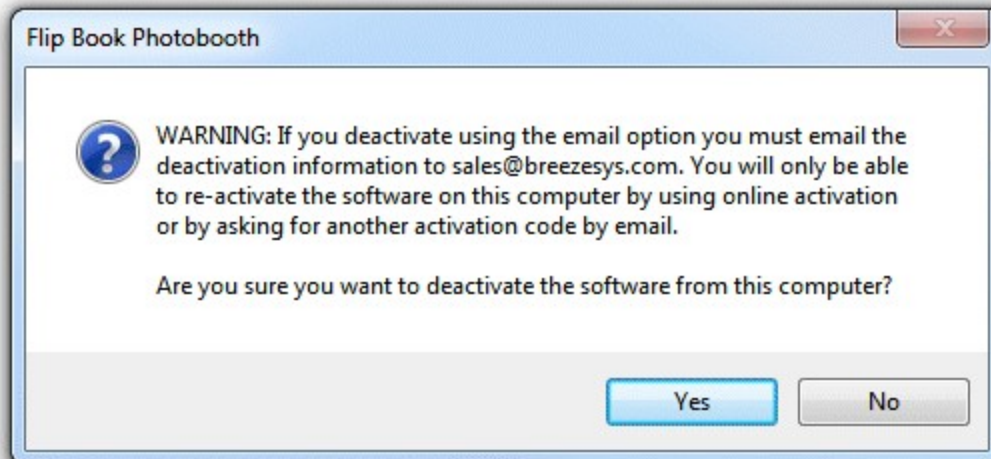 Flip Book Photobooth
WARNING: If you deactivate using the email option you must email the
deactivation information to sales@breezesys.com. You will only be able
to re-activate the software on this computer by using online activation
or by asking for another activation code by email.
Are you sure you want to deactivate the software from this computer?
Yes No